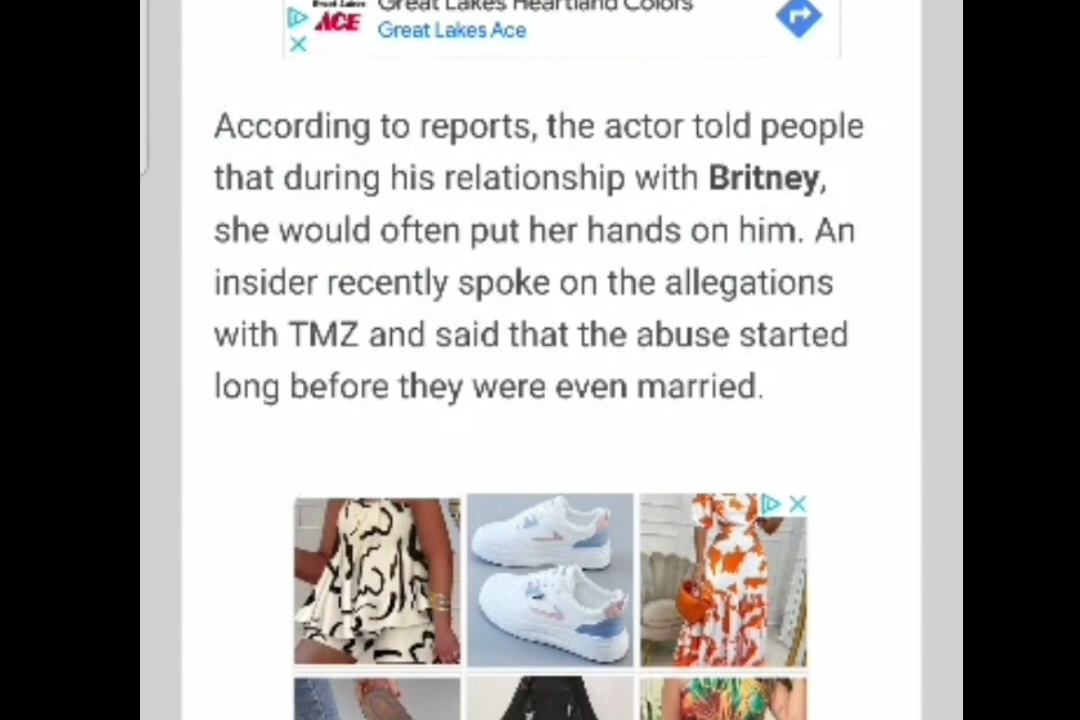 Great Lakes Heartland Colors
ACE
Great Lakes Ace
According to reports, the actor told people
that during his relationship with Britney,
she would often put her hands on him. An
insider recently spoke on the allegations
with TMZ and said that the abuse started
long before they were even married.